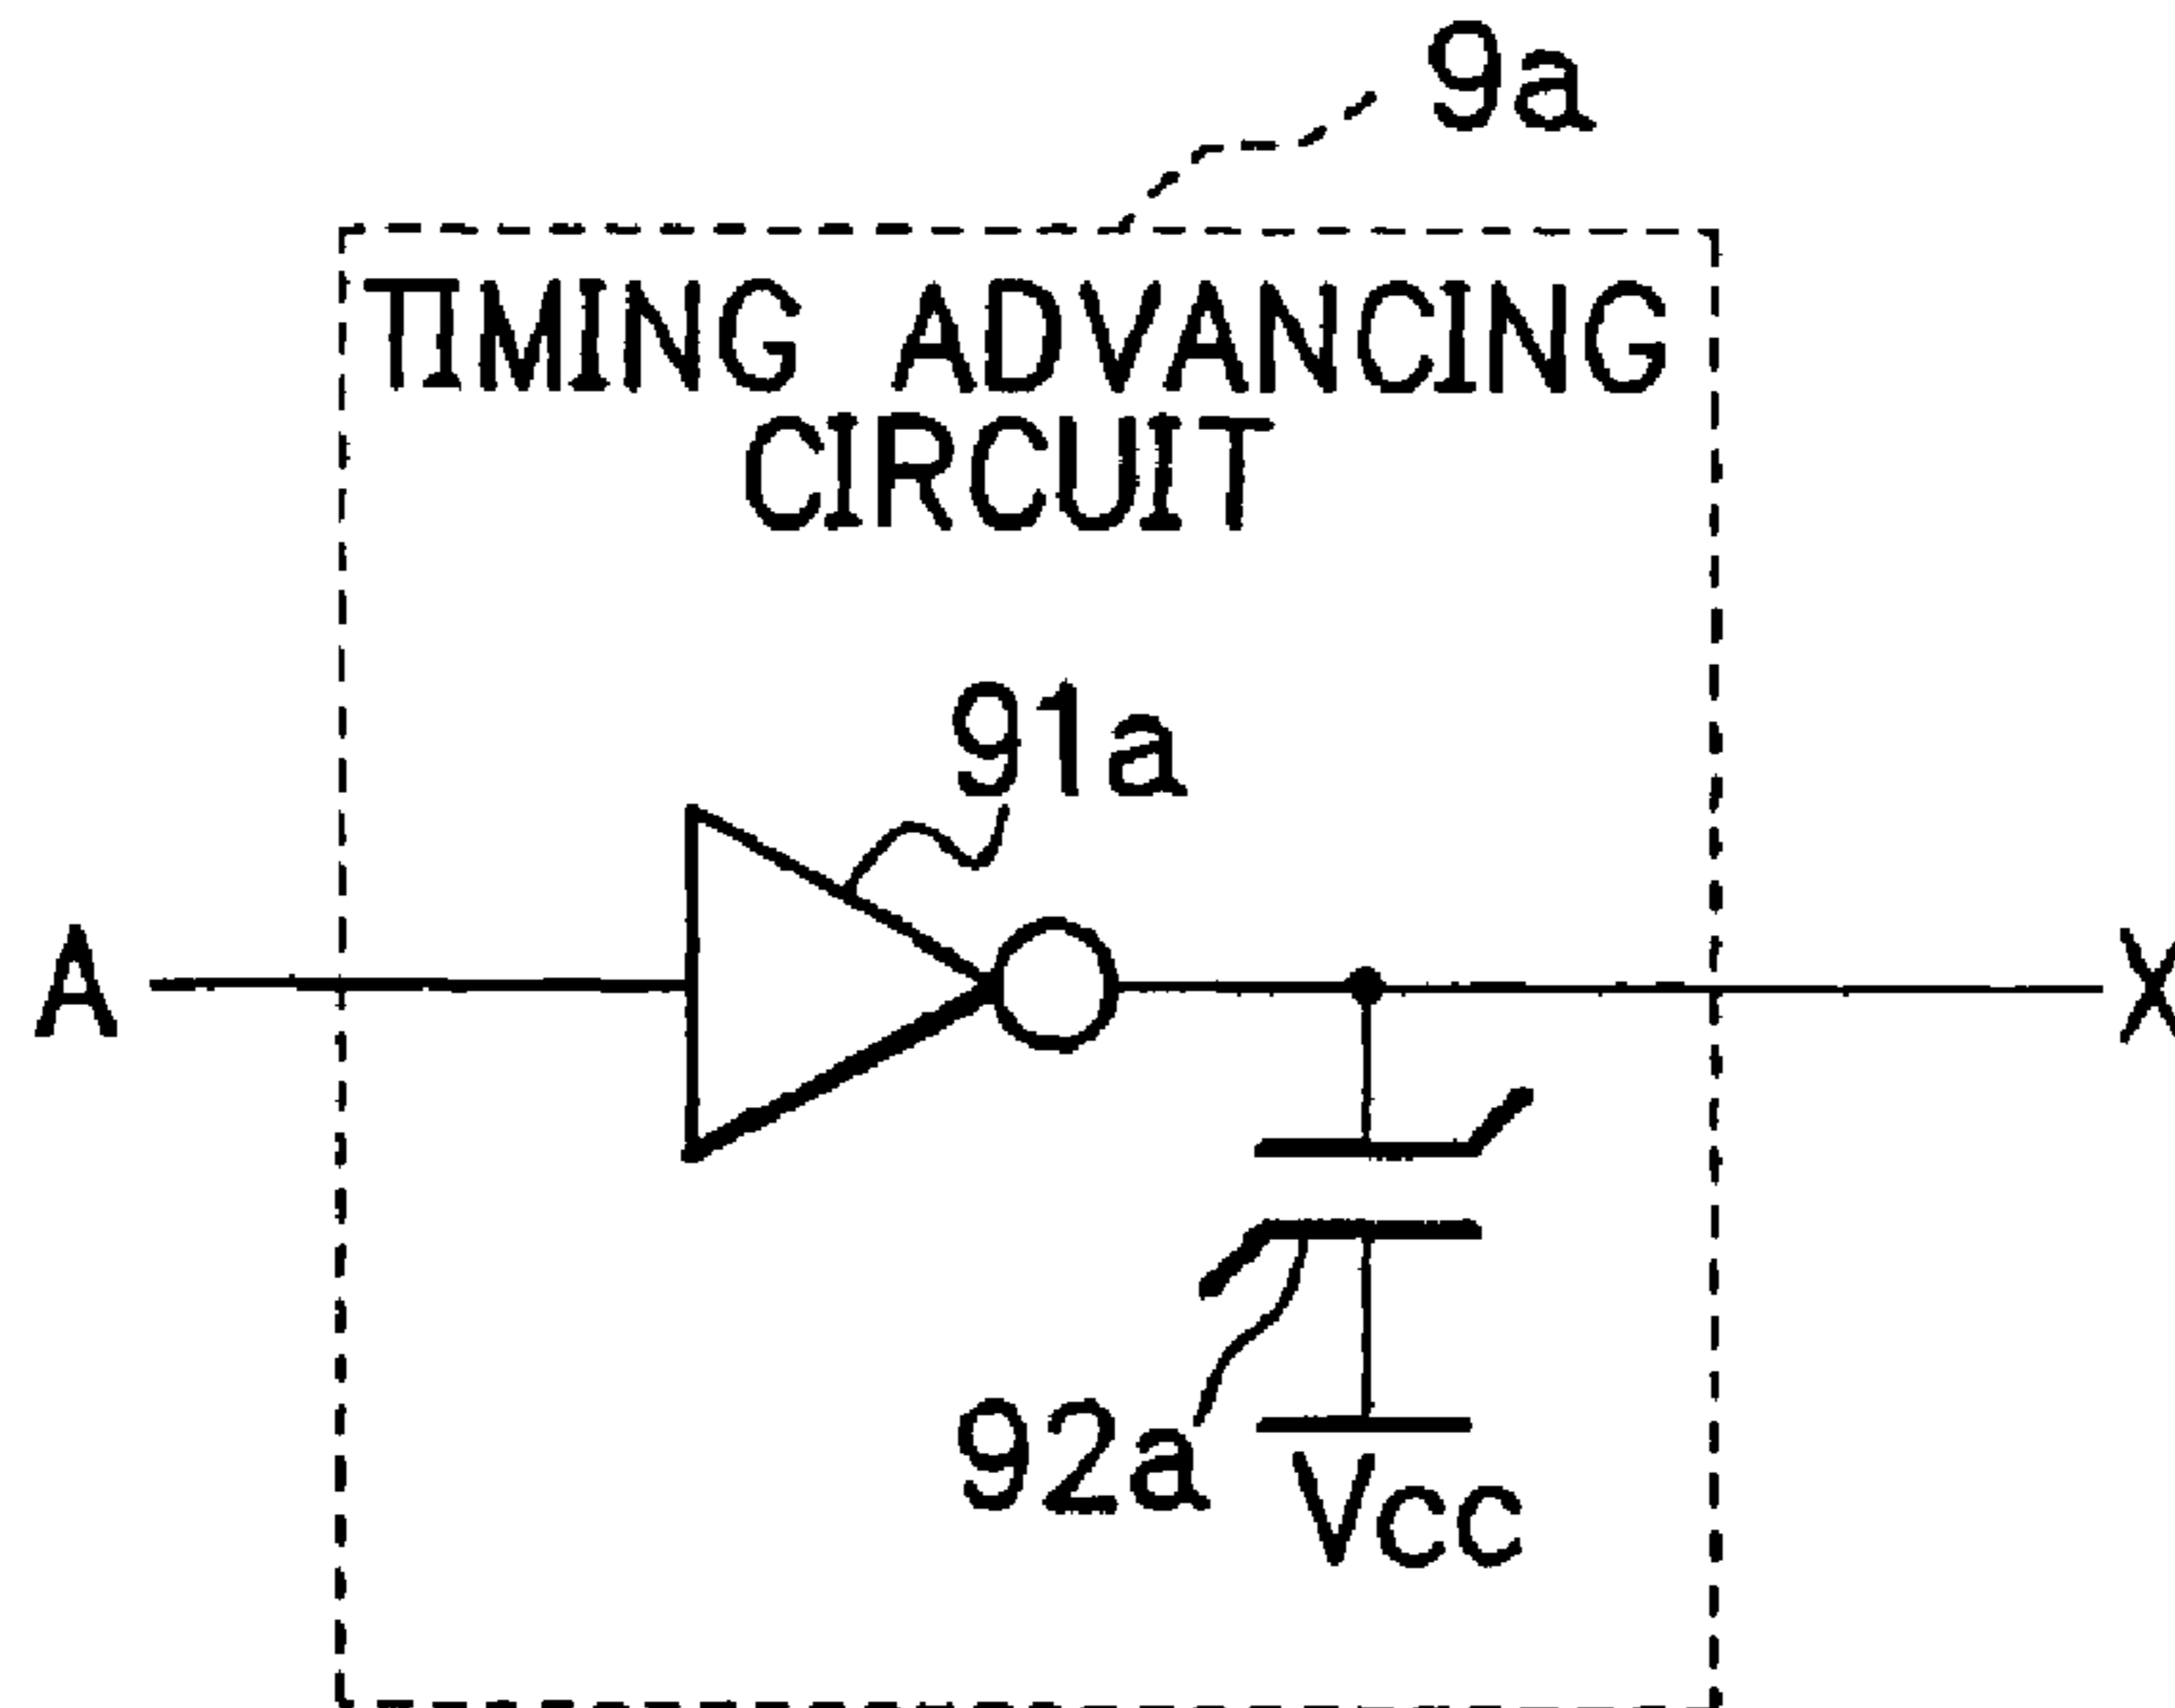 9a
TIMING ADVANCING
CIRCUIT
91a
A
X
92a
Vcc